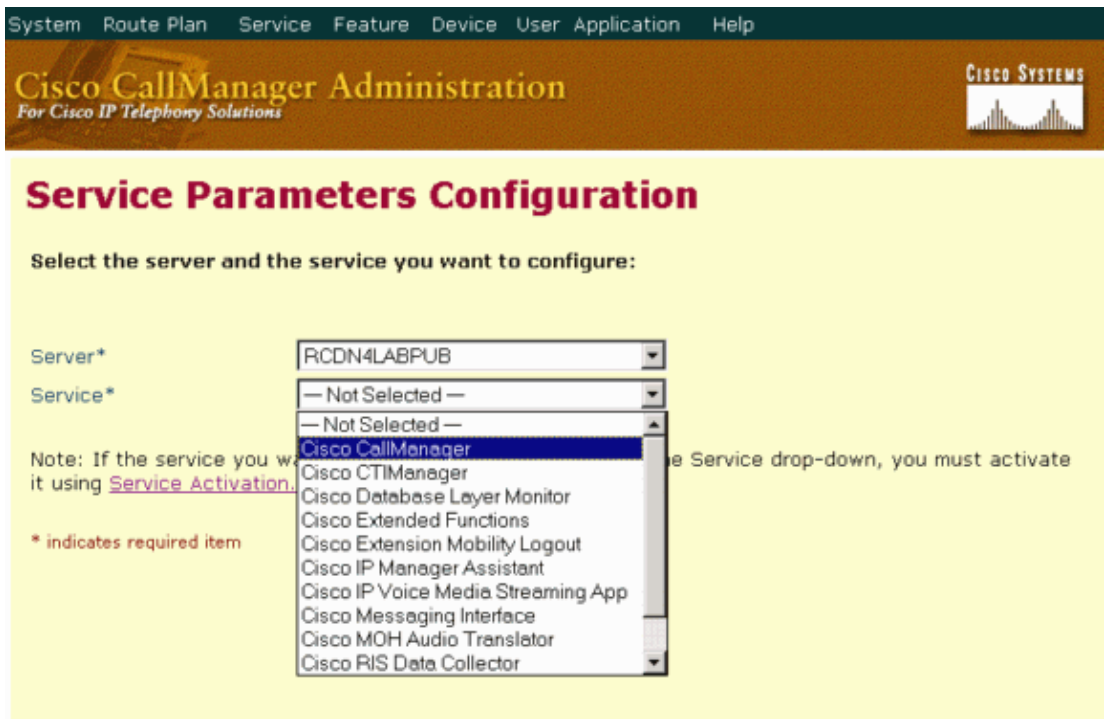 System Route Plan Service Feature Device User Application Help
Cisco CallManager Administration
For Cisco IP Telephony Solutions
CISCO SYSTEMS
Service Parameters Configuration
Select the server and the service you want to configure:
Server* RCDN4LABPUB
Service* — Not Selected —
— Not Selected —
Cisco CallManager
Cisco CTIManager
Cisco Database Layer Monitor
Cisco Extended Functions
Cisco Extension Mobility Logout
Cisco IP Manager Assistant
Cisco IP Voice Media Streaming App
Cisco Messaging Interface
Cisco MOH Audio Translator
Cisco RIS Data Collector
Note: If the service you w e Service drop-down, you must activate
it using Service Activation.
* indicates required item